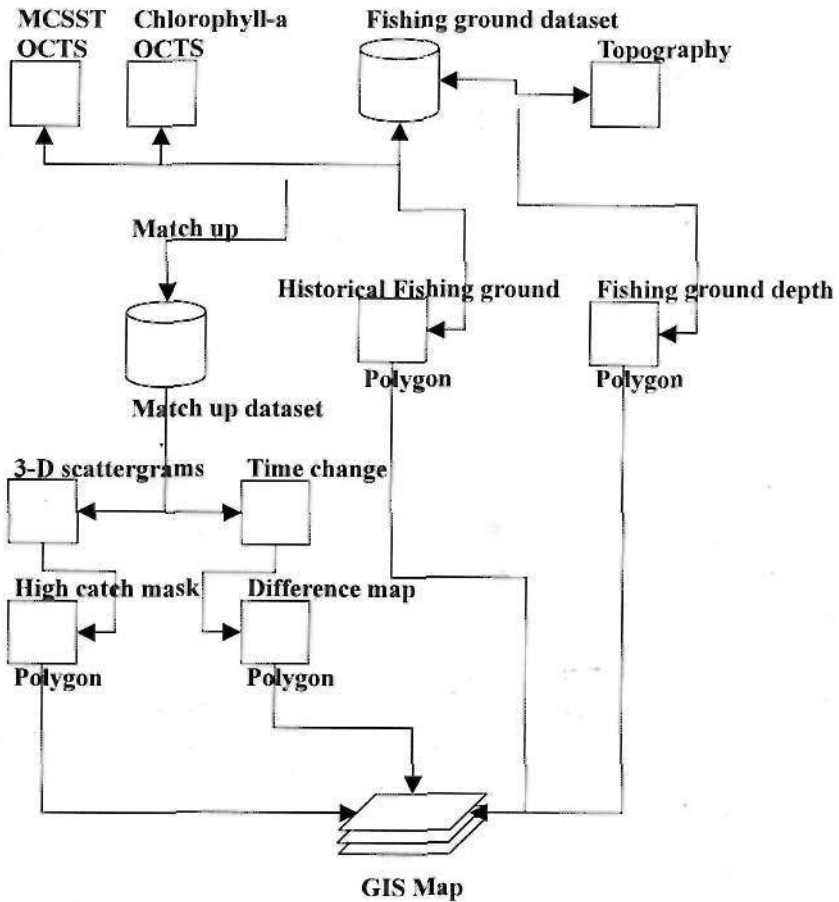 MCSST
OCTS
Chlorophyll-a
OCTS
Fishing ground dataset
Topography
Match up
Historical Fishing ground
Fishing ground depth
Polygon
Polygon
Match up dataset
3-D scattergrams
Time change
High catch mask
Difference map
Polygon
Polygon
GIS Map